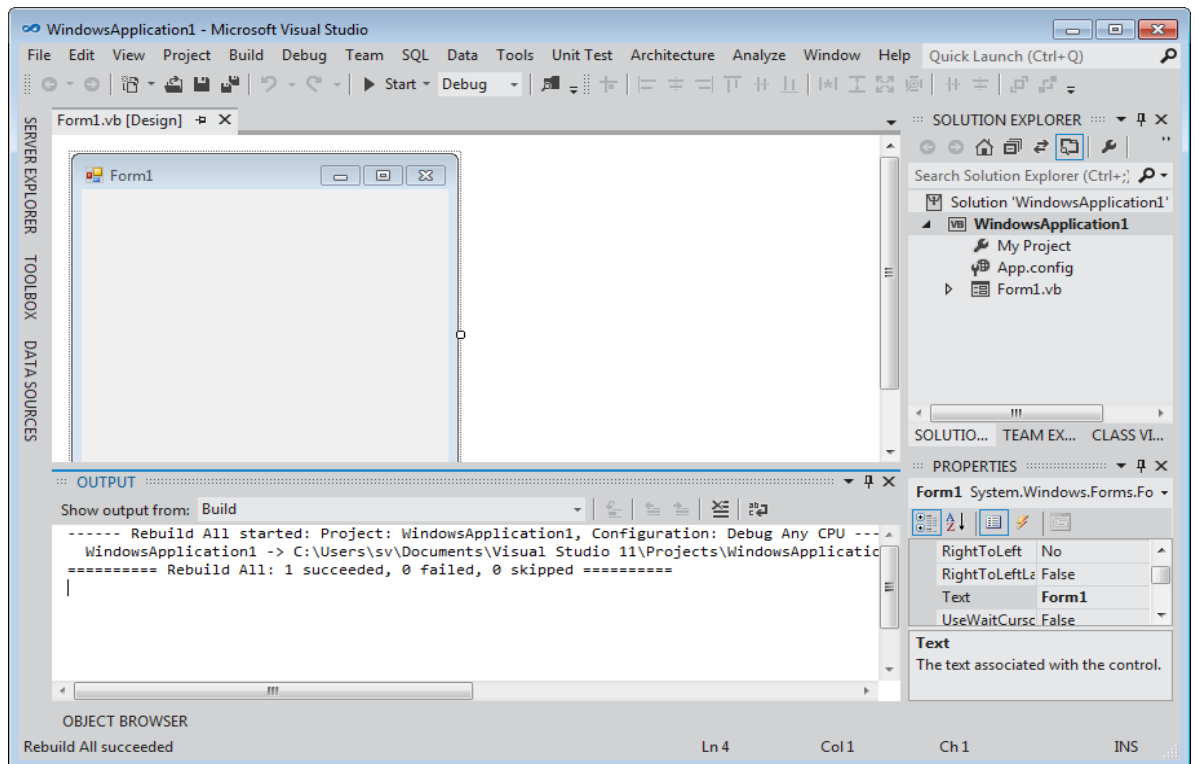 WindowsApplication1 - Microsoft Visual Studio
File Edit View Project Build Debug Team SQL Data Tools Unit Test Architecture Analyze Window Help Quick Launch (Ctrl+Q)
Start Debug
SERVER EXPLORER
TOOLBOX
DATA SOURCES
Form1.vb [Design]
Form1
SOLUTION EXPLORER
Search Solution Explorer (Ctrl+;)
Solution 'WindowsApplication1'
VB WindowsApplication1
My Project
App.config
Form1.vb
SOLUTIO... TEAM EX... CLASS VI...
OUTPUT
Show output from: Build
------ Rebuild All started: Project: WindowsApplication1, Configuration: Debug Any CPU ---
WindowsApplication1 -> C:\Users\sv\Documents\Visual Studio 11\Projects\WindowsApplicatic
========== Rebuild All: 1 succeeded, 0 failed, 0 skipped ==========
PROPERTIES
Form1 System.Windows.Forms.Fo
RightToLeft No
RightToLeftLa False
Text Form1
UseWaitCursc False
Text
The text associated with the control.
OBJECT BROWSER
Rebuild All succeeded Ln 4 Col 1 Ch 1 INS